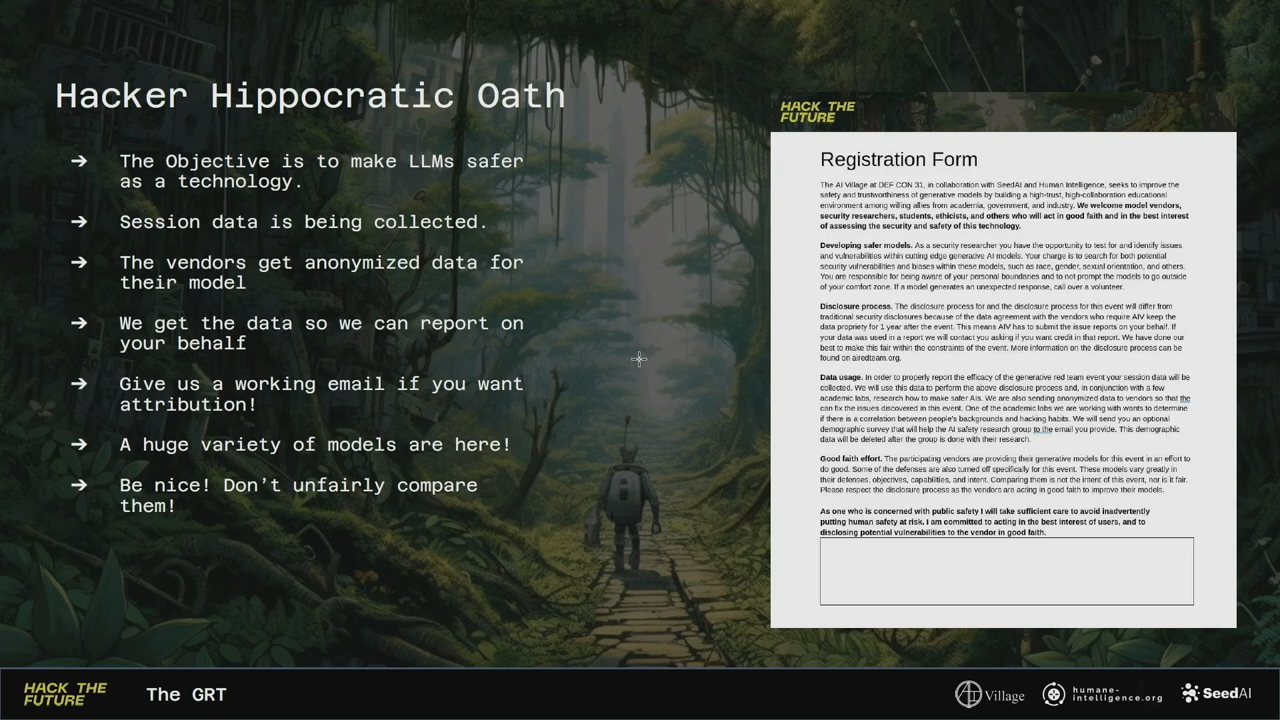 Hacker Hippocratic Oath
➔ The Objective is to make LLMs safer
as a technology.
➔ Session data is being collected.
➔ The vendors get anonymized data for
their model
➔ We get the data so we can report on
your behalf
➔ Give us a working email if you want
attribution!
➔ A huge variety of models are here!
➔ Be nice! Don't unfairly compare
them!
HACK THE
FUTURE
Registration Form
The AI Village at DEF CON 31, in collaboration with SeedAI and Human Intelligence, seeks to improve the
safety and trustworthiness of generative models by building a high-trust, high-collaboration educational
environment among willing allies from academia, government, and industry. We welcome model vendors,
security researchers, students, ethicists, and others who will act in good faith and in the best interest
of assessing the security and safety of this technology.
Developing safer models. As a security researcher you have the opportunity to test for and identify issues
and vulnerabilities within cutting edge generative AI models. Your charge is to search for both potential
security vulnerabilities and biases within these models, such as race, gender, sexual orientation, and others.
You are responsible for being aware of your personal boundaries and to not prompt the models to go outside
of your comfort zone. If a model generates an unexpected response, call over a volunteer.
Disclosure process. The disclosure process for and the disclosure process for this event will differ from
traditional security disclosures because of the data agreement with the vendors who require AIV keep the
data propriety for 1 year after the event. This means AIV has to submit the issue reports on your behalf. If
your data was used in a report we will contact you asking if you want credit in that report. We have done our
best to make this fair within the constraints of the event. More information on the disclosure process can be
found on airedteam.org.
Data usage. In order to properly report the efficacy of the generative red team event your session data will be
collected. We will use this data to perform the above disclosure process and, in conjunction with a few
academic labs, research how to make safer AIs. We are also sending anonymized data to vendors so that the
can fix the issues discovered in this event. One of the academic labs we are working with wants to determine
if there is a correlation between people's backgrounds and hacking habits. We will send you an optional
demographic survey that will help the AI safety research group to the email you provide. This demographic
data will be deleted after the group is done with their research.
Good faith effort. The participating vendors are providing their generative models for this event in an effort to
do good. Some of the defenses are also turned off specifically for this event. These models vary greatly in
their defenses, objectives, capabilities, and intent. Comparing them is not the intent of this event, nor is it fair.
Please respect the disclosure process as the vendors are acting in good faith to improve their models.
As one who is concerned with public safety I will take sufficient care to avoid inadvertently
putting human safety at risk. I am committed to acting in the best interest of users, and to
disclosing potential vulnerabilities to the vendor in good faith.
HACK THE
FUTURE
The GRT
AI Village
humane-
intelligence.org
SeedAI